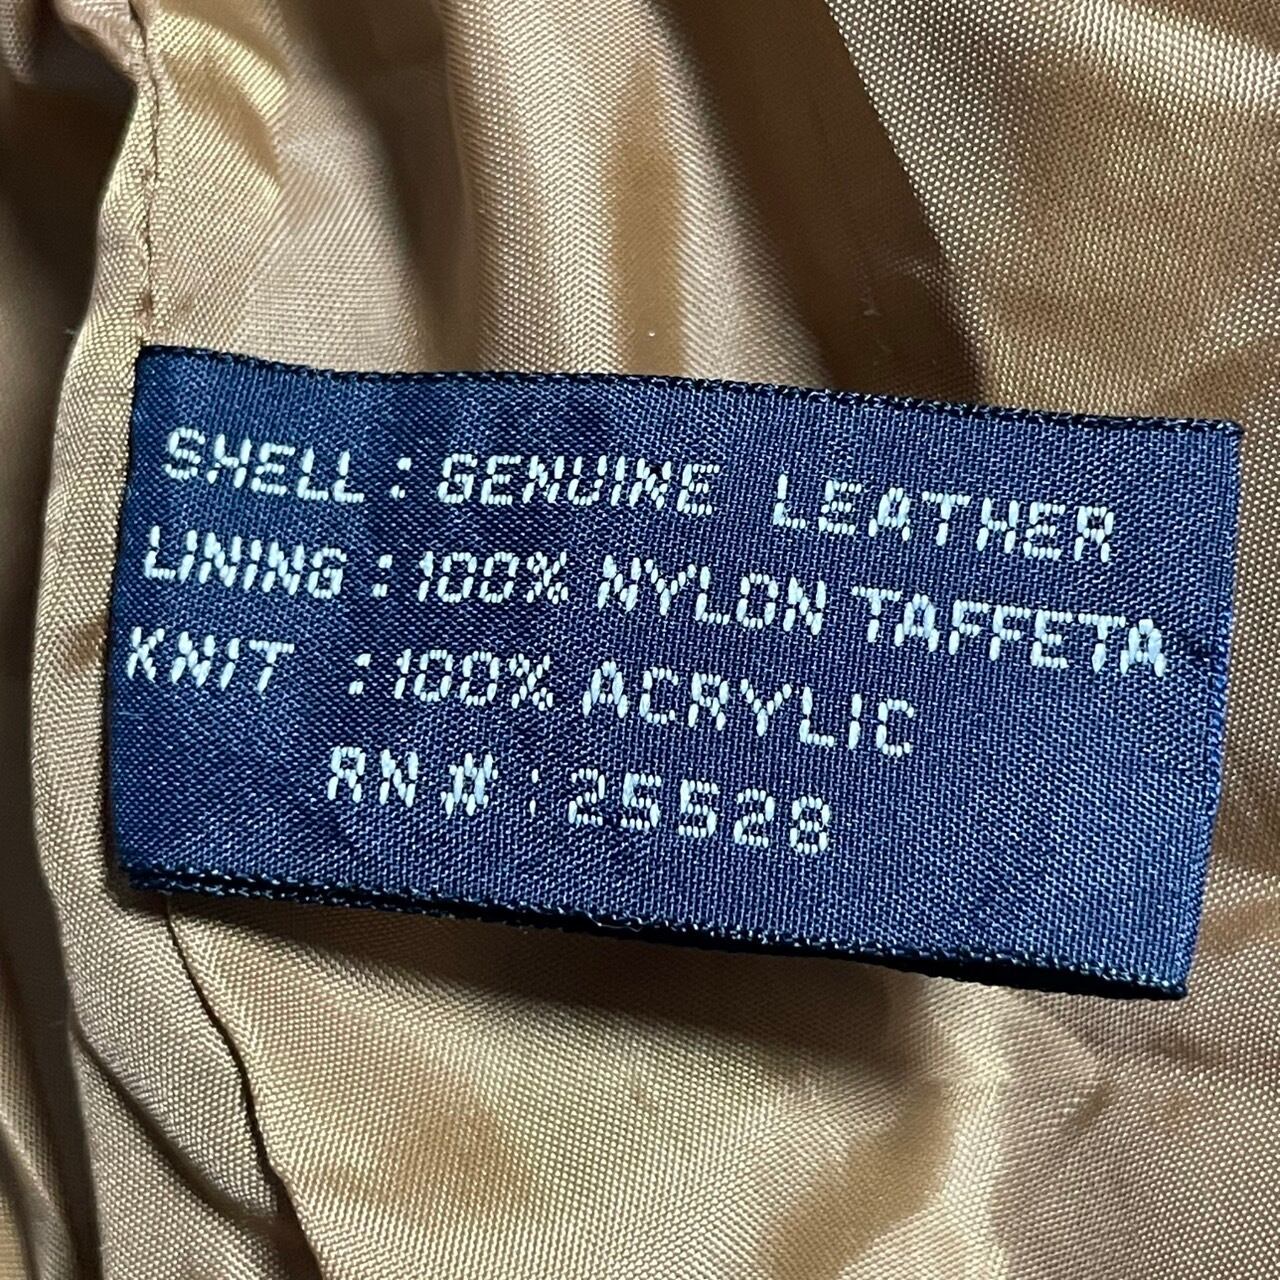 SHELL : GENUINE LEATHER
LINING : 100% NYLON TAFFETA
KNIT : 100% ACRYLIC
RN # : 25528